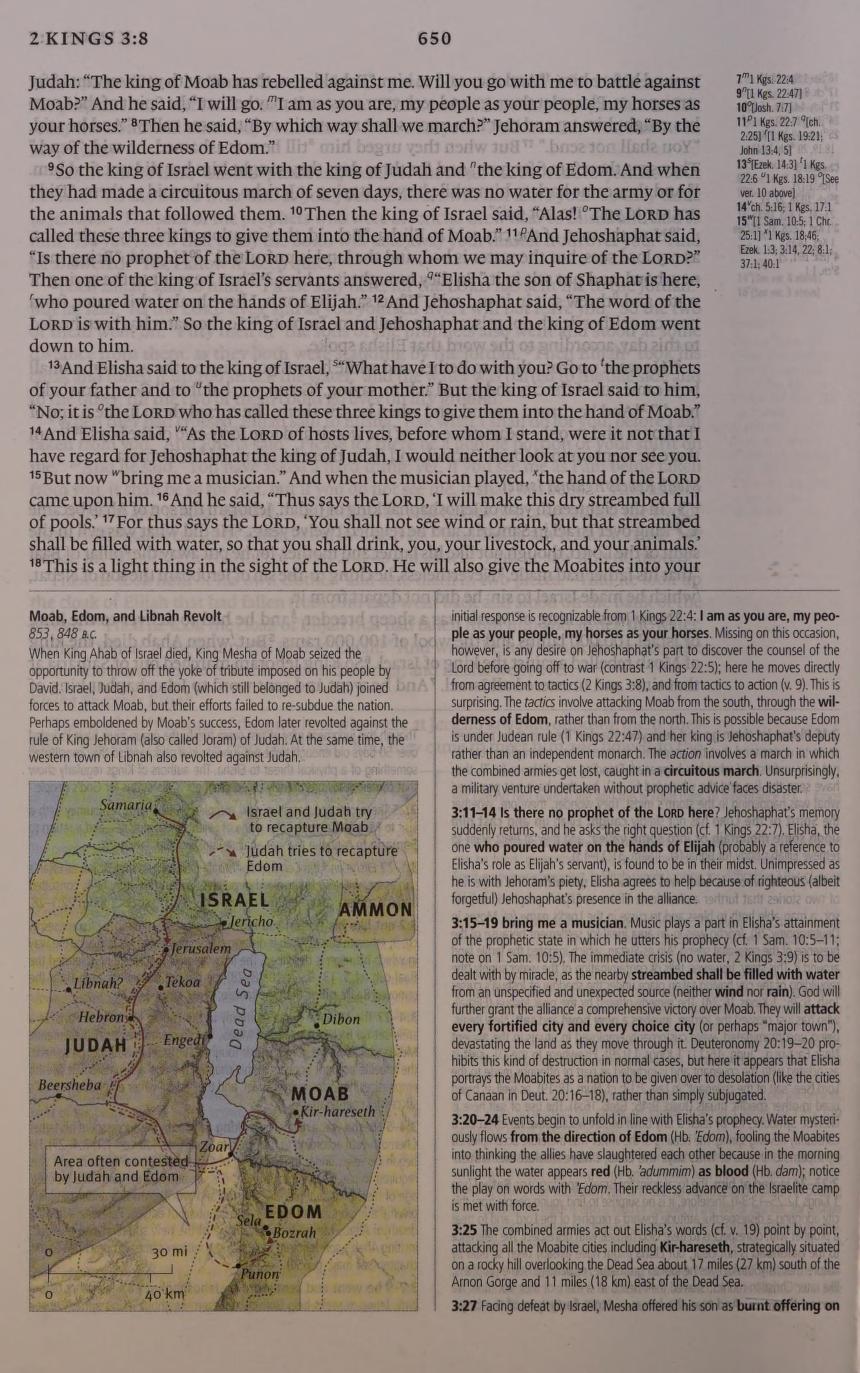 2 KINGS 3:8
650
Judah: “The king of Moab has rebelled against me. Will you go with me to battle against
Moab?” And he said, “I will go. ᵐI am as you are, my people as your people, my horses as
your horses.” ⁸Then he said, “By which way shall we march?” Jehoram answered, “By the
way of the wilderness of Edom.”
⁹So the king of Israel went with the king of Judah and ⁿthe king of Edom. And when
they had made a circuitous march of seven days, there was no water for the army or for
the animals that followed them. ¹⁰Then the king of Israel said, “Alas! ᵒThe LORD has
called these three kings to give them into the hand of Moab.” ¹¹ᵖAnd Jehoshaphat said,
“Is there no prophet of the LORD here, through whom we may inquire of the LORD?”
Then one of the king of Israel’s servants answered, q“Elisha the son of Shaphat is here,
ʳwho poured water on the hands of Elijah.” ¹²And Jehoshaphat said, “The word of the
LORD is with him.” So the king of Israel and Jehoshaphat and the king of Edom went
down to him.
¹³And Elisha said to the king of Israel, ˢ“What have I to do with you? Go to ᵗthe prophets
of your father and to ᵘthe prophets of your mother.” But the king of Israel said to him,
“No; it is ᵒthe LORD who has called these three kings to give them into the hand of Moab.”
¹⁴And Elisha said, ᵛ“As the LORD of hosts lives, before whom I stand, were it not that I
have regard for Jehoshaphat the king of Judah, I would neither look at you nor see you.
¹⁵But now ʷbring me a musician.” And when the musician played, ˣthe hand of the LORD
came upon him. ¹⁶And he said, “Thus says the LORD, ‘I will make this dry streambed full
of pools.’ ¹⁷For thus says the LORD, ‘You shall not see wind or rain, but that streambed
shall be filled with water, so that you shall drink, you, your livestock, and your animals.’
¹⁸This is a light thing in the sight of the LORD. He will also give the Moabites into your
7ᵐ1 Kgs. 22:4
9ⁿ[1 Kgs. 22:47]
10ᵒ[Josh. 7:7]
11ᵖ1 Kgs. 22:7 q[ch.
2:25] ʳ[1 Kgs. 19:21;
John 13:4, 5]
13ˢ[Ezek. 14:3] ᵗ1 Kgs.
22:6 ᵘ1 Kgs. 18:19 ᵒ[See
ver. 10 above]
14ᵛch. 5:16; 1 Kgs. 17:1
15ʷ[1 Sam. 10:5; 1 Chr.
25:1] ˣ1 Kgs. 18:46;
Ezek. 1:3; 3:14, 22; 8:1;
37:1; 40:1
Moab, Edom, and Libnah Revolt
853, 848 B.C.
When King Ahab of Israel died, King Mesha of Moab seized the
opportunity to throw off the yoke of tribute imposed on his people by
David. Israel, Judah, and Edom (which still belonged to Judah) joined
forces to attack Moab, but their efforts failed to re-subdue the nation.
Perhaps emboldened by Moab’s success, Edom later revolted against the
rule of King Jehoram (also called Joram) of Judah. At the same time, the
western town of Libnah also revolted against Judah.
Samaria
Israel and Judah try
to recapture Moab
Judah tries to recapture
Edom
ISRAEL
AMMON
Jericho
Jerusalem
Libnah?
Tekoa
Dead Sea
Hebron
Dibon
JUDAH
Engedi
Beersheba
MOAB
Kir-hareseth
Zoar
Area often contested
by Judah and Edom
EDOM
Sela
Bozrah
0
30 mi
Punon
0
40 km
initial response is recognizable from 1 Kings 22:4: I am as you are, my peo-
ple as your people, my horses as your horses. Missing on this occasion,
however, is any desire on Jehoshaphat’s part to discover the counsel of the
Lord before going off to war (contrast 1 Kings 22:5); here he moves directly
from agreement to tactics (2 Kings 3:8), and from tactics to action (v. 9). This is
surprising. The tactics involve attacking Moab from the south, through the wil-
derness of Edom, rather than from the north. This is possible because Edom
is under Judean rule (1 Kings 22:47) and her king is Jehoshaphat’s deputy
rather than an independent monarch. The action involves a march in which
the combined armies get lost, caught in a circuitous march. Unsurprisingly,
a military venture undertaken without prophetic advice faces disaster.
3:11–14 Is there no prophet of the LORD here? Jehoshaphat’s memory
suddenly returns, and he asks the right question (cf. 1 Kings 22:7). Elisha, the
one who poured water on the hands of Elijah (probably a reference to
Elisha’s role as Elijah’s servant), is found to be in their midst. Unimpressed as
he is with Jehoram’s piety, Elisha agrees to help because of righteous (albeit
forgetful) Jehoshaphat’s presence in the alliance.
3:15–19 bring me a musician. Music plays a part in Elisha’s attainment
of the prophetic state in which he utters his prophecy (cf. 1 Sam. 10:5–11;
note on 1 Sam. 10:5). The immediate crisis (no water, 2 Kings 3:9) is to be
dealt with by miracle, as the nearby streambed shall be filled with water
from an unspecified and unexpected source (neither wind nor rain). God will
further grant the alliance a comprehensive victory over Moab. They will attack
every fortified city and every choice city (or perhaps “major town”),
devastating the land as they move through it. Deuteronomy 20:19–20 pro-
hibits this kind of destruction in normal cases, but here it appears that Elisha
portrays the Moabites as a nation to be given over to desolation (like the cities
of Canaan in Deut. 20:16–18), rather than simply subjugated.
3:20–24 Events begin to unfold in line with Elisha’s prophecy. Water mysteri-
ously flows from the direction of Edom (Hb. ’Edom), fooling the Moabites
into thinking the allies have slaughtered each other because in the morning
sunlight the water appears red (Hb. ’adummim) as blood (Hb. dam); notice
the play on words with ’Edom. Their reckless advance on the Israelite camp
is met with force.
3:25 The combined armies act out Elisha’s words (cf. v. 19) point by point,
attacking all the Moabite cities including Kir-hareseth, strategically situated
on a rocky hill overlooking the Dead Sea about 17 miles (27 km) south of the
Arnon Gorge and 11 miles (18 km) east of the Dead Sea.
3:27 Facing defeat by Israel, Mesha offered his son as burnt offering on